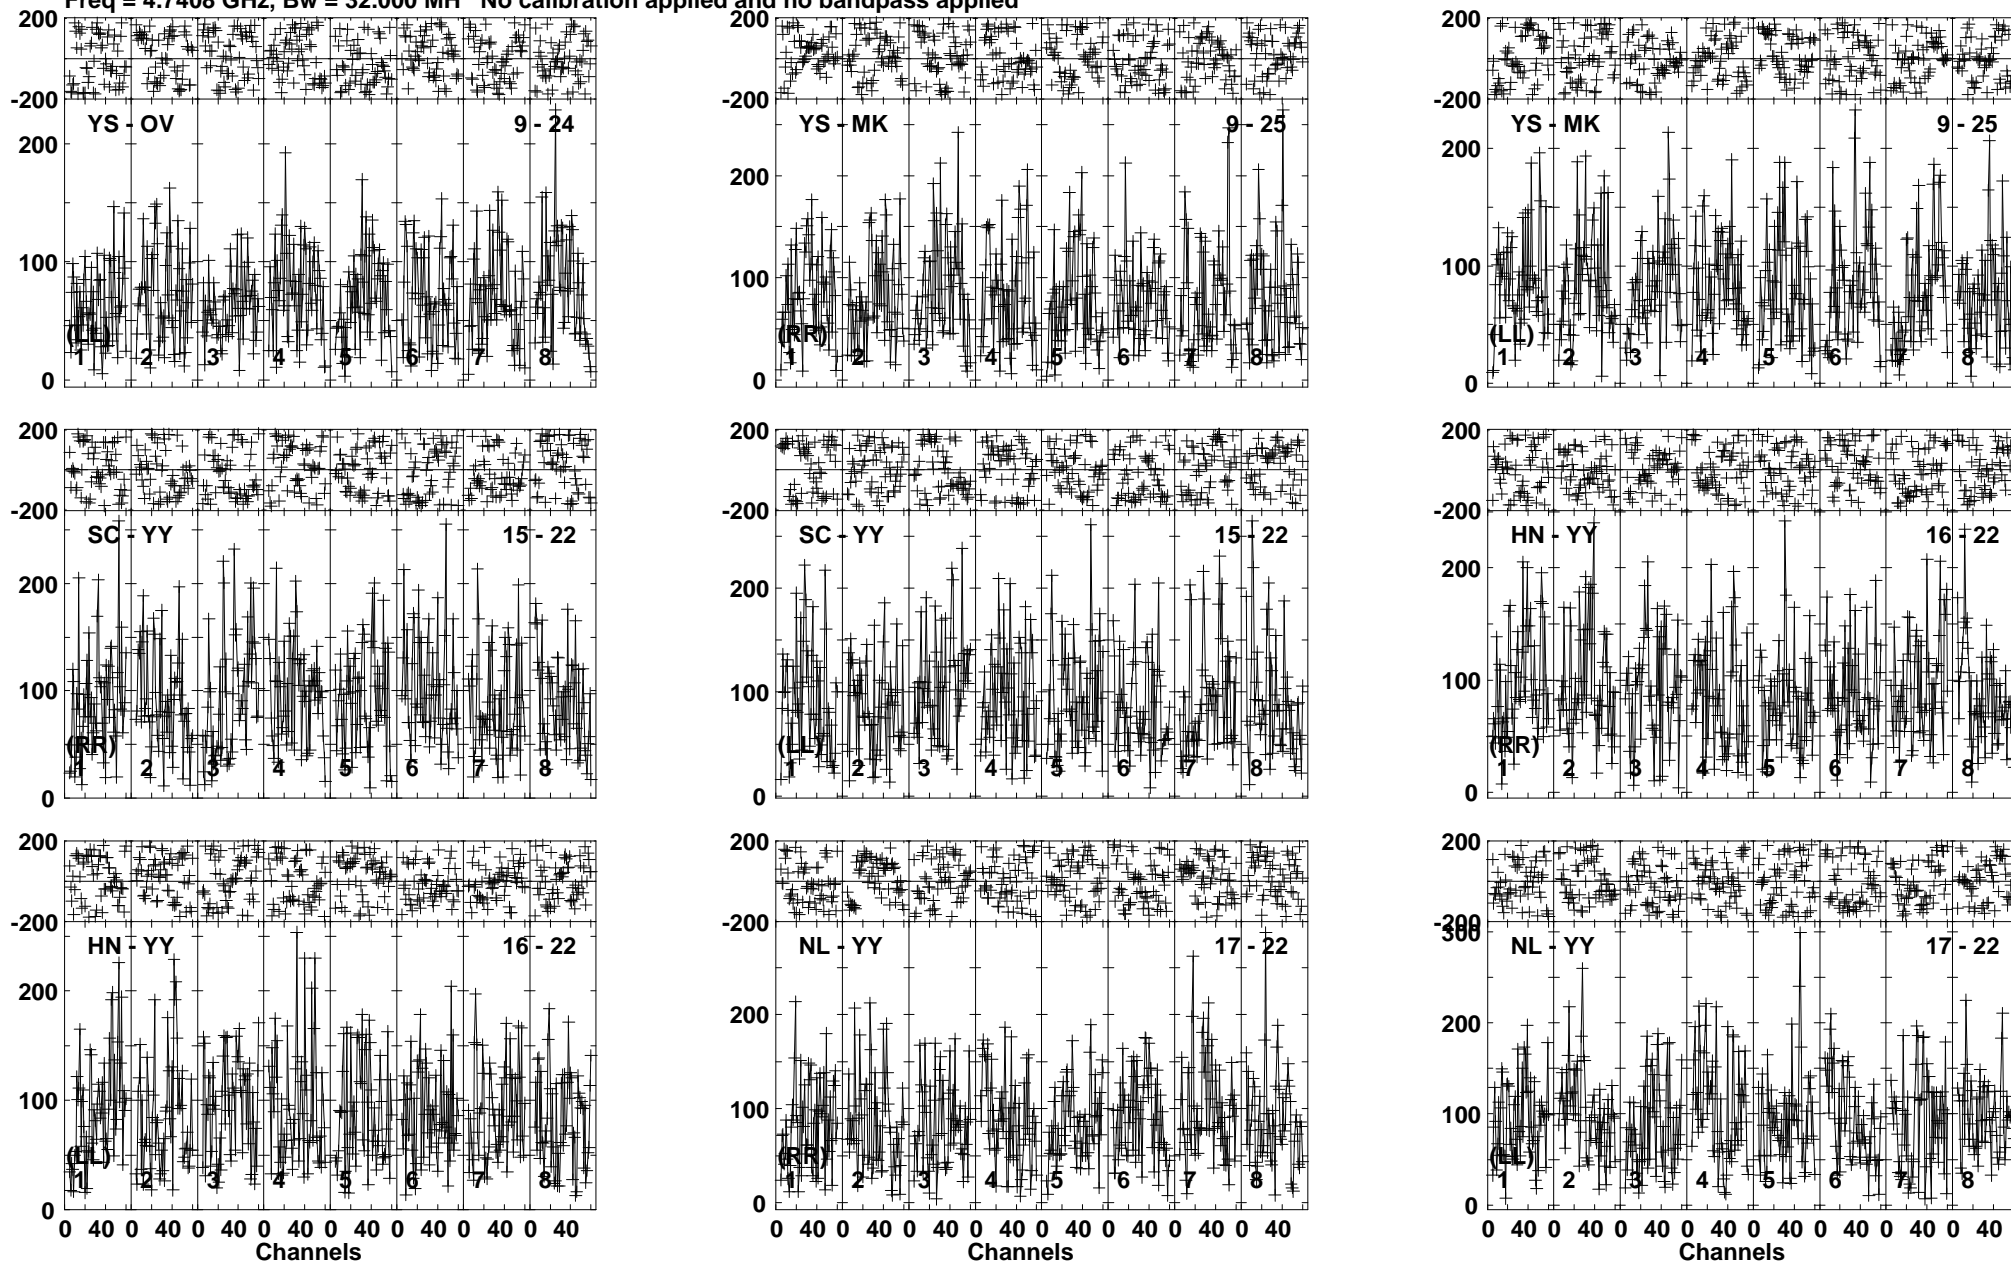 Freq = 4.7408 GHz, Bw = 32.000 MH No calibration applied and no bandpass applied
200 200 200
-200 -200 -200
YS - OV 9 - 24 YS - MK 9 - 25 YS - MK 9 - 25
200 200 200
100 100 100
(LL) (RR) (LL)
1 2 3 4 5 6 7 8 1 2 3 4 5 6 7 8 1 2 3 4 5 6 7 8
0 0 0
200 200 200
-200 -200 -200
SC - YY 15 - 22 SC - YY 15 - 22 HN - YY 16 - 22
200 200 200
100 100 100
(RR) (LL) (RR)
1 2 3 4 5 6 7 8 1 2 3 4 5 6 7 8 1 2 3 4 5 6 7 8
0 0 0
200 200 200
-200 -200 -200
300
HN - YY 16 - 22 NL - YY 17 - 22 NL - YY 17 - 22
200 200 200
100 100 100
(LL) (RR) (LL)
1 2 3 4 5 6 7 8 1 2 3 4 5 6 7 8 1 2 3 4 5 6 7 8
0 0 0
0 40 0 40 0 40 0 40 0 40 0 40 0 40 0 40 0 40 0 40 0 40 0 40 0 40 0 40 0 40 0 40 0 40 0 40 0 40 0 40 0 40 0 40 0 40 0 40
Channels Channels Channels